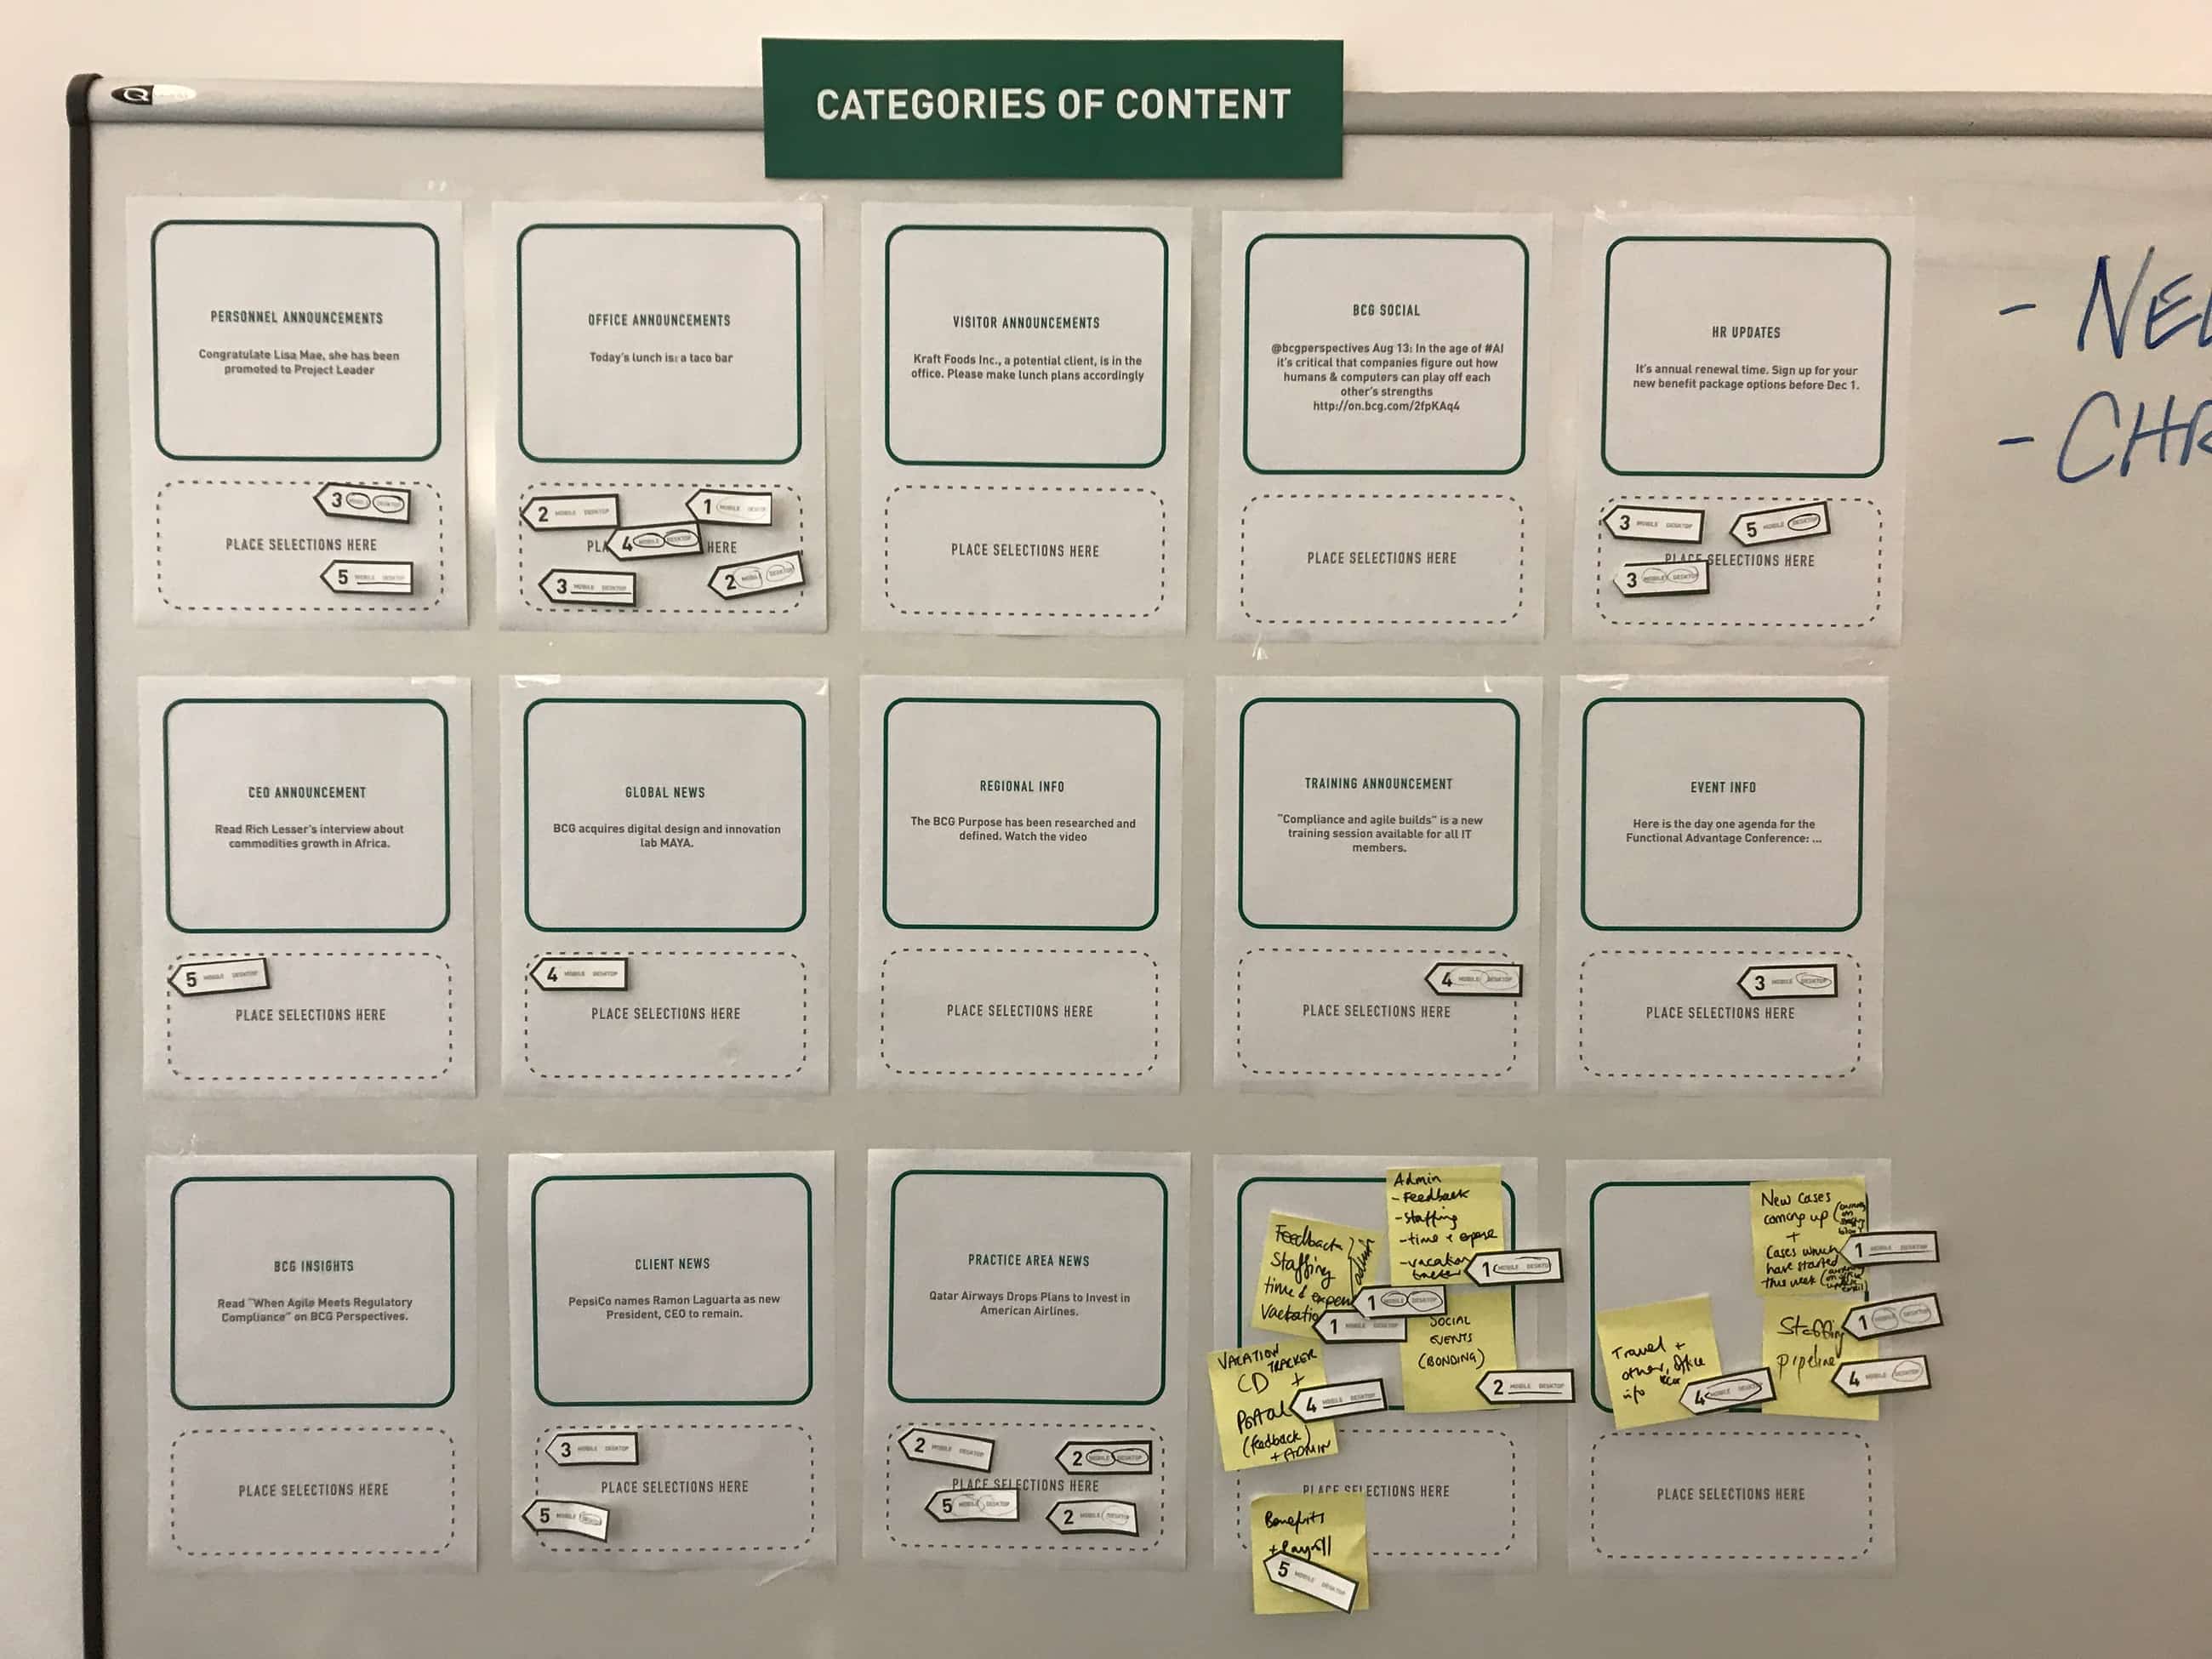 CATEGORIES OF CONTENT
Q
PERSONNEL ANNOUNCEMENTS
Congratulate Lisa Mae, she has been
promoted to Project Leader
3 MOBILE DESKTOP
PLACE SELECTIONS HERE
5 MOBILE DESKTOP
OFFICE ANNOUNCEMENTS
Today's lunch is: a taco bar
2 MOBILE DESKTOP
1 MOBILE DESKTOP
PLA
4 MOBILE DESKTOP
HERE
3 MOBILE DESKTOP
2 MOBILE DESKTOP
VISITOR ANNOUNCEMENTS
Kraft Foods Inc., a potential client, is in the
office. Please make lunch plans accordingly
PLACE SELECTIONS HERE
BCG SOCIAL
@bcgperspectives Aug 13: In the age of #AI
it's critical that companies figure out how
humans & computers can play off each
other's strengths
http://on.bcg.com/2fpKAq4
PLACE SELECTIONS HERE
HR UPDATES
It's annual renewal time. Sign up for your
new benefit package options before Dec 1.
3 MOBILE DESKTOP
5 MOBILE DESKTOP
PLACE SELECTIONS HERE
3 MOBILE DESKTOP
- NE
- CHR
CEO ANNOUNCEMENT
Read Rich Lesser's interview about
commodities growth in Africa.
5 MOBILE DESKTOP
PLACE SELECTIONS HERE
GLOBAL NEWS
BCG acquires digital design and innovation
lab MAYA.
4 MOBILE DESKTOP
PLACE SELECTIONS HERE
REGIONAL INFO
The BCG Purpose has been researched and
defined. Watch the video
PLACE SELECTIONS HERE
TRAINING ANNOUNCEMENT
"Compliance and agile builds" is a new
training session available for all IT
members.
4 MOBILE DESKTOP
PLACE SELECTIONS HERE
EVENT INFO
Here is the day one agenda for the
Functional Advantage Conference: ...
3 MOBILE DESKTOP
PLACE SELECTIONS HERE
BCG INSIGHTS
Read "When Agile Meets Regulatory
Compliance" on BCG Perspectives.
PLACE SELECTIONS HERE
CLIENT NEWS
PepsiCo names Ramon Laguarta as new
President, CEO to remain.
3 MOBILE DESKTOP
PLACE SELECTIONS HERE
5 MOBILE DESKTOP
PRACTICE AREA NEWS
Qatar Airways Drops Plans to Invest in
American Airlines.
2 MOBILE DESKTOP
2 MOBILE DESKTOP
PLACE SELECTIONS HERE
5 MOBILE DESKTOP
2 MOBILE DESKTOP
Admin
- Feedback
- staffing
- time + expense
- vacation
tracker
1 MOBILE DESKTOP
Feedback
Staffing
time & expen
Vacatio
admin
1 MOBILE DESKTOP
1 MOBILE DESKTOP
SOCIAL
EVENTS
(BONDING)
2 MOBILE DESKTOP
VACATION
TRACKER
CD +
Portal
(feedback)
+ ADMIN
4 MOBILE DESKTOP
PLACE SELECTIONS HERE
Benefits
+ Payroll
5 MOBILE DESKTOP
New Cases
coming up
+
Cases which
have started
this week
1 MOBILE DESKTOP
Staffing
pipeline
1 MOBILE DESKTOP
4 MOBILE DESKTOP
Travel +
other office
info
4 MOBILE DESKTOP
PLACE SELECTIONS HERE